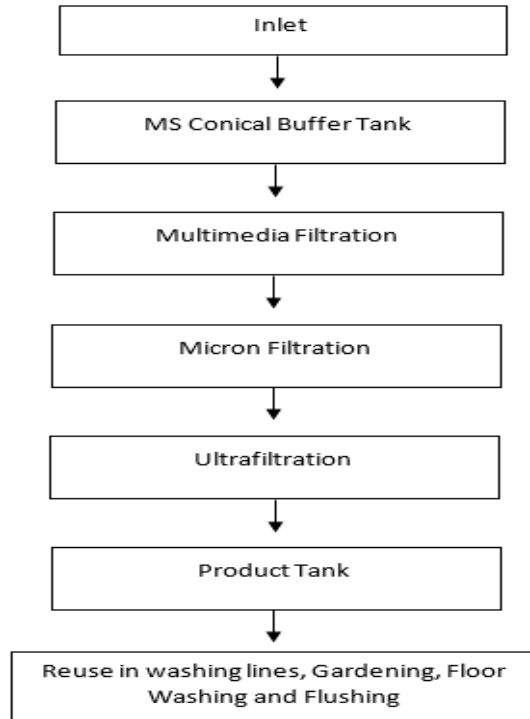 Inlet
MS Conical Buffer Tank
Multimedia Filtration
Micron Filtration
Ultrafiltration
Product Tank
Reuse in washing lines, Gardening, Floor
Washing and Flushing